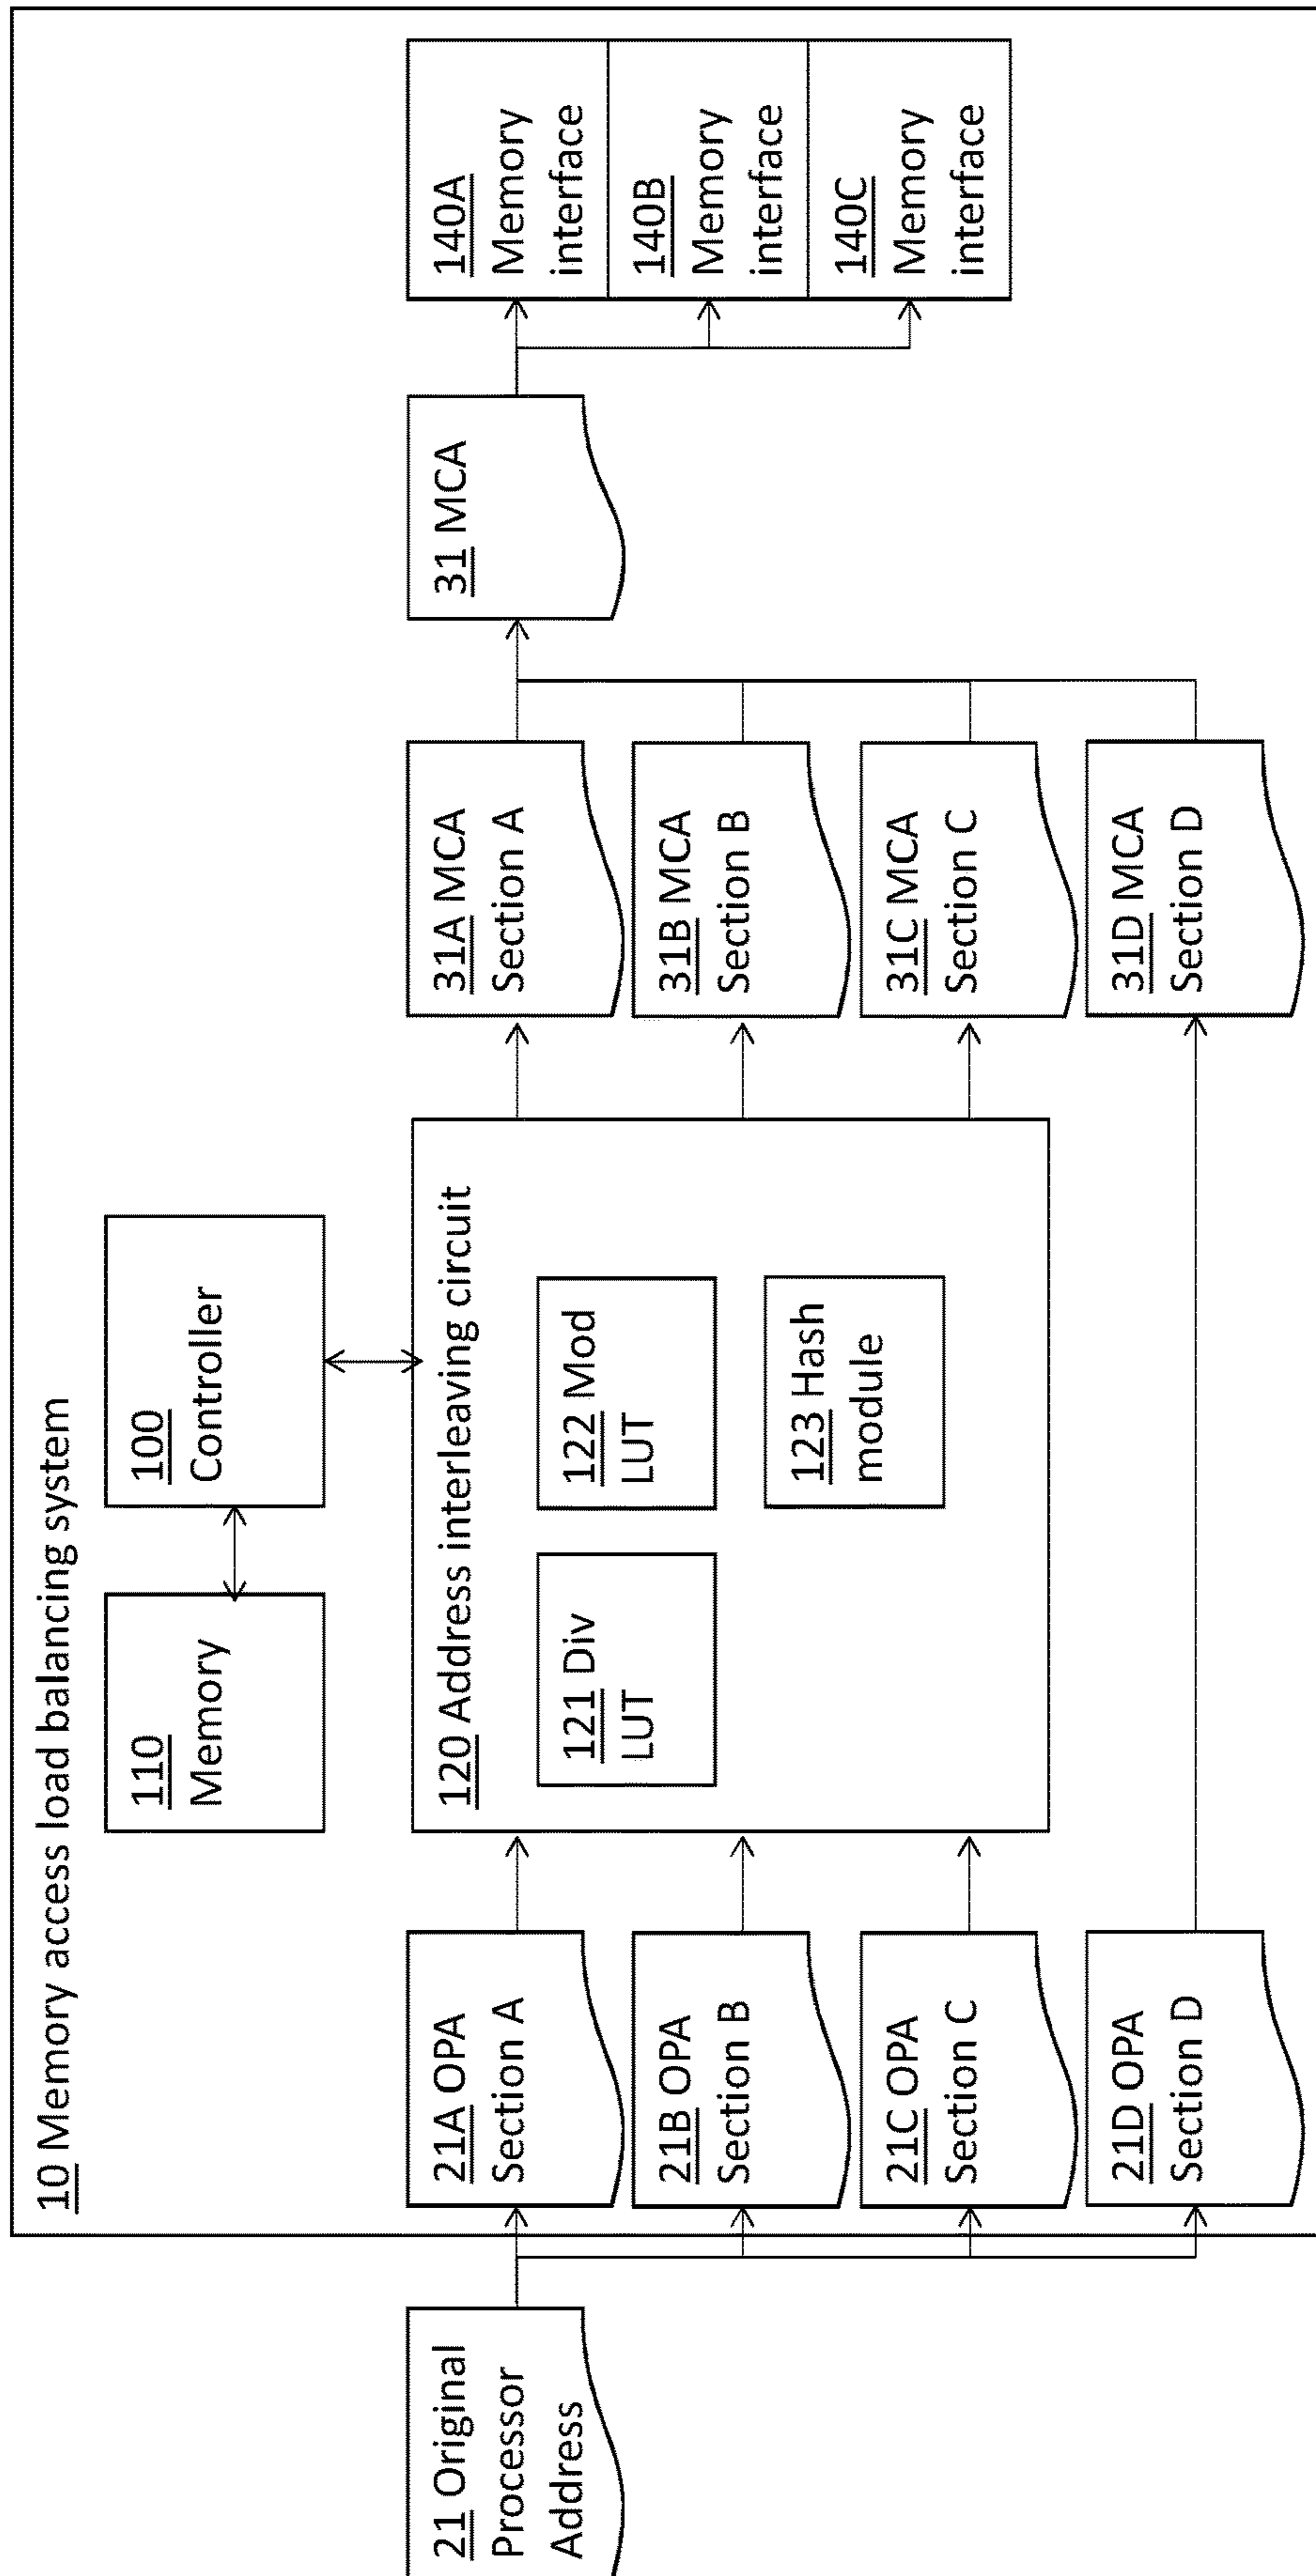 10 Memory access load balancing system
110
Memory
100
Controller
21 Original
Processor
Address
21A OPA
Section A
21B OPA
Section B
21C OPA
Section C
21D OPA
Section D
120 Address interleaving circuit
121 Div
LUT
122 Mod
LUT
123 Hash
module
31A MCA
Section A
31B MCA
Section B
31C MCA
Section C
31D MCA
Section D
31 MCA
140A
Memory
interface
140B
Memory
interface
140C
Memory
interface